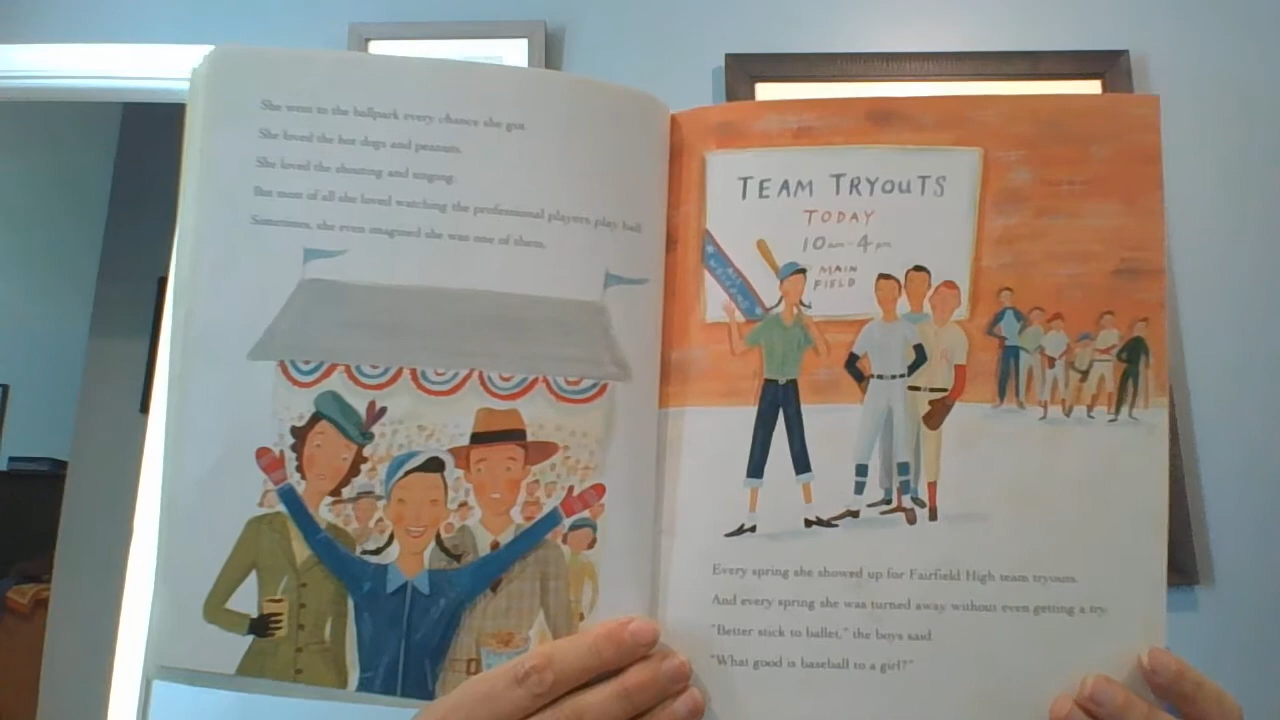 She went to the ballpark every chance she got.
She loved the hot dogs and peanuts.
She loved the shouting and singing.
But most of all she loved watching the professional players play ball.
Sometimes, she even imagined she was one of them.
TEAM TRYOUTS
TODAY
10am-4pm
MAIN
FIELD
ALL
WELCOME
Every spring she showed up for Fairfield High team tryouts.
And every spring she was turned away without even getting a try.
"Better stick to ballet," the boys said.
"What good is baseball to a girl?"